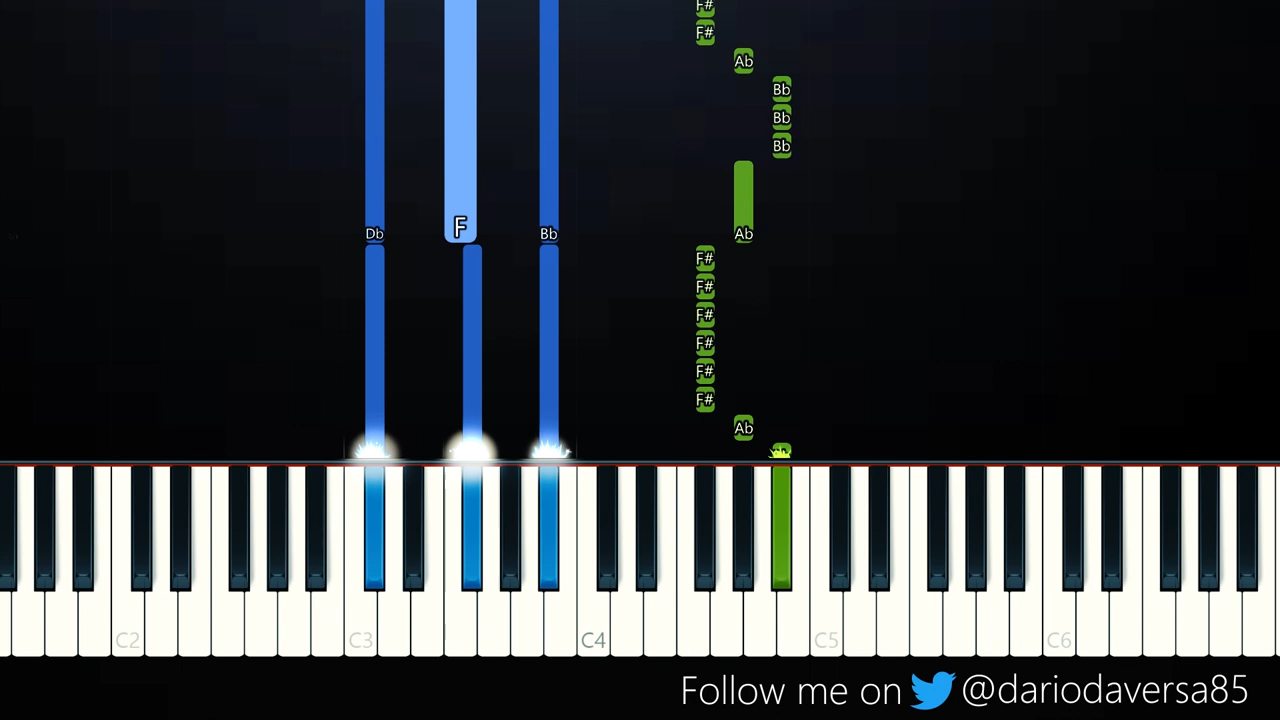 F#
F#
Ab
Bb
Bb
Bb
F
Db
Bb
Ab
F#
F#
F#
F#
F#
F#
Ab
C2
C3
C4
C5
C6
Follow me on @dariodaversa85